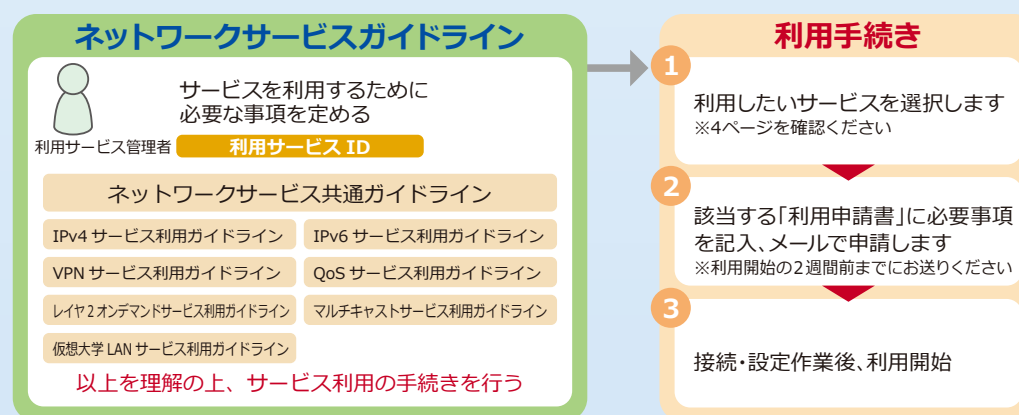 ネットワークサービスガイドライン
サービスを利用するために
必要な事項を定める
利用サービス管理者
利用サービス ID
ネットワークサービス共通ガイドライン
IPv4 サービス利用ガイドライン
IPv6 サービス利用ガイドライン
VPN サービス利用ガイドライン
QoS サービス利用ガイドライン
レイヤ2 オンデマンドサービス利用ガイドライン
マルチキャストサービス利用ガイドライン
仮想大学 LAN サービス利用ガイドライン
以上を理解の上、サービス利用の手続きを行う
利用手続き
1
利用したいサービスを選択します
※4ページを確認ください
2
該当する「利用申請書」に必要事項
を記入、メールで申請します
※利用開始の2週間前までにお送りください
3
接続・設定作業後、利用開始